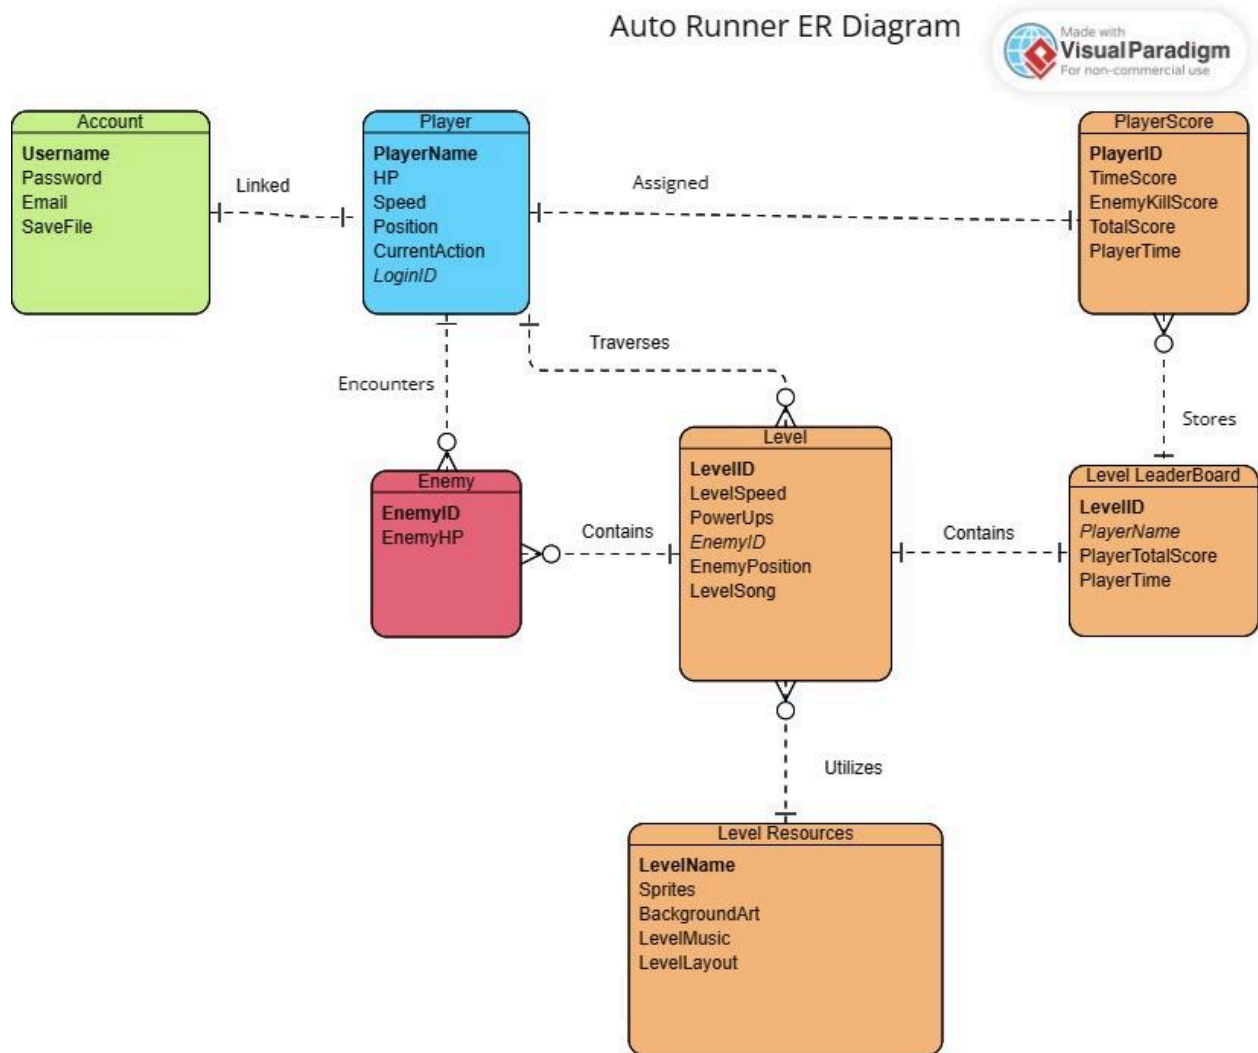 Auto Runner ER Diagram
Made with
Visual Paradigm
For non-commercial use
Account
Username
Password
Email
SaveFile
Linked
Player
PlayerName
HP
Speed
Position
CurrentAction
LoginID
Assigned
PlayerScore
PlayerID
TimeScore
EnemyKillScore
TotalScore
PlayerTime
Traverses
Encounters
Stores
Enemy
EnemyID
EnemyHP
Contains
Level
LevelID
LevelSpeed
PowerUps
EnemyID
EnemyPosition
LevelSong
Contains
Level LeaderBoard
LevelID
PlayerName
PlayerTotalScore
PlayerTime
Utilizes
Level Resources
LevelName
Sprites
BackgroundArt
LevelMusic
LevelLayout